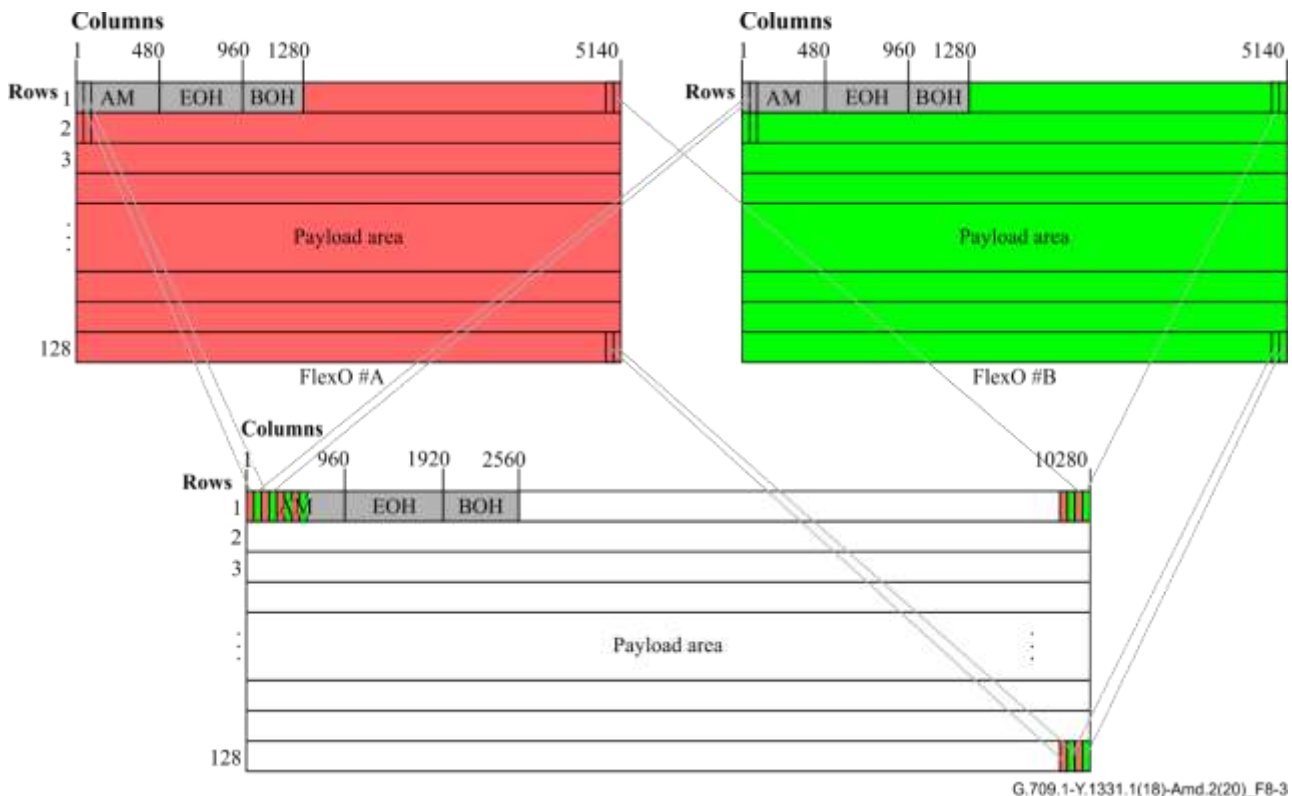 Columns Columns
1 480 960 1280 5140 1 480 960 1280 5140
Rows 1 AM EOH BOH Rows AM EOH BOH
2
3
Payload area Payload area
128
FlexO #A FlexO #B
Columns
1 960 1920 2560 10280
Rows
1 AM EOH BOH
2
3
Payload area
128
G.709.1-Y.1331.1(18)-Amd.2(20)_F8-3